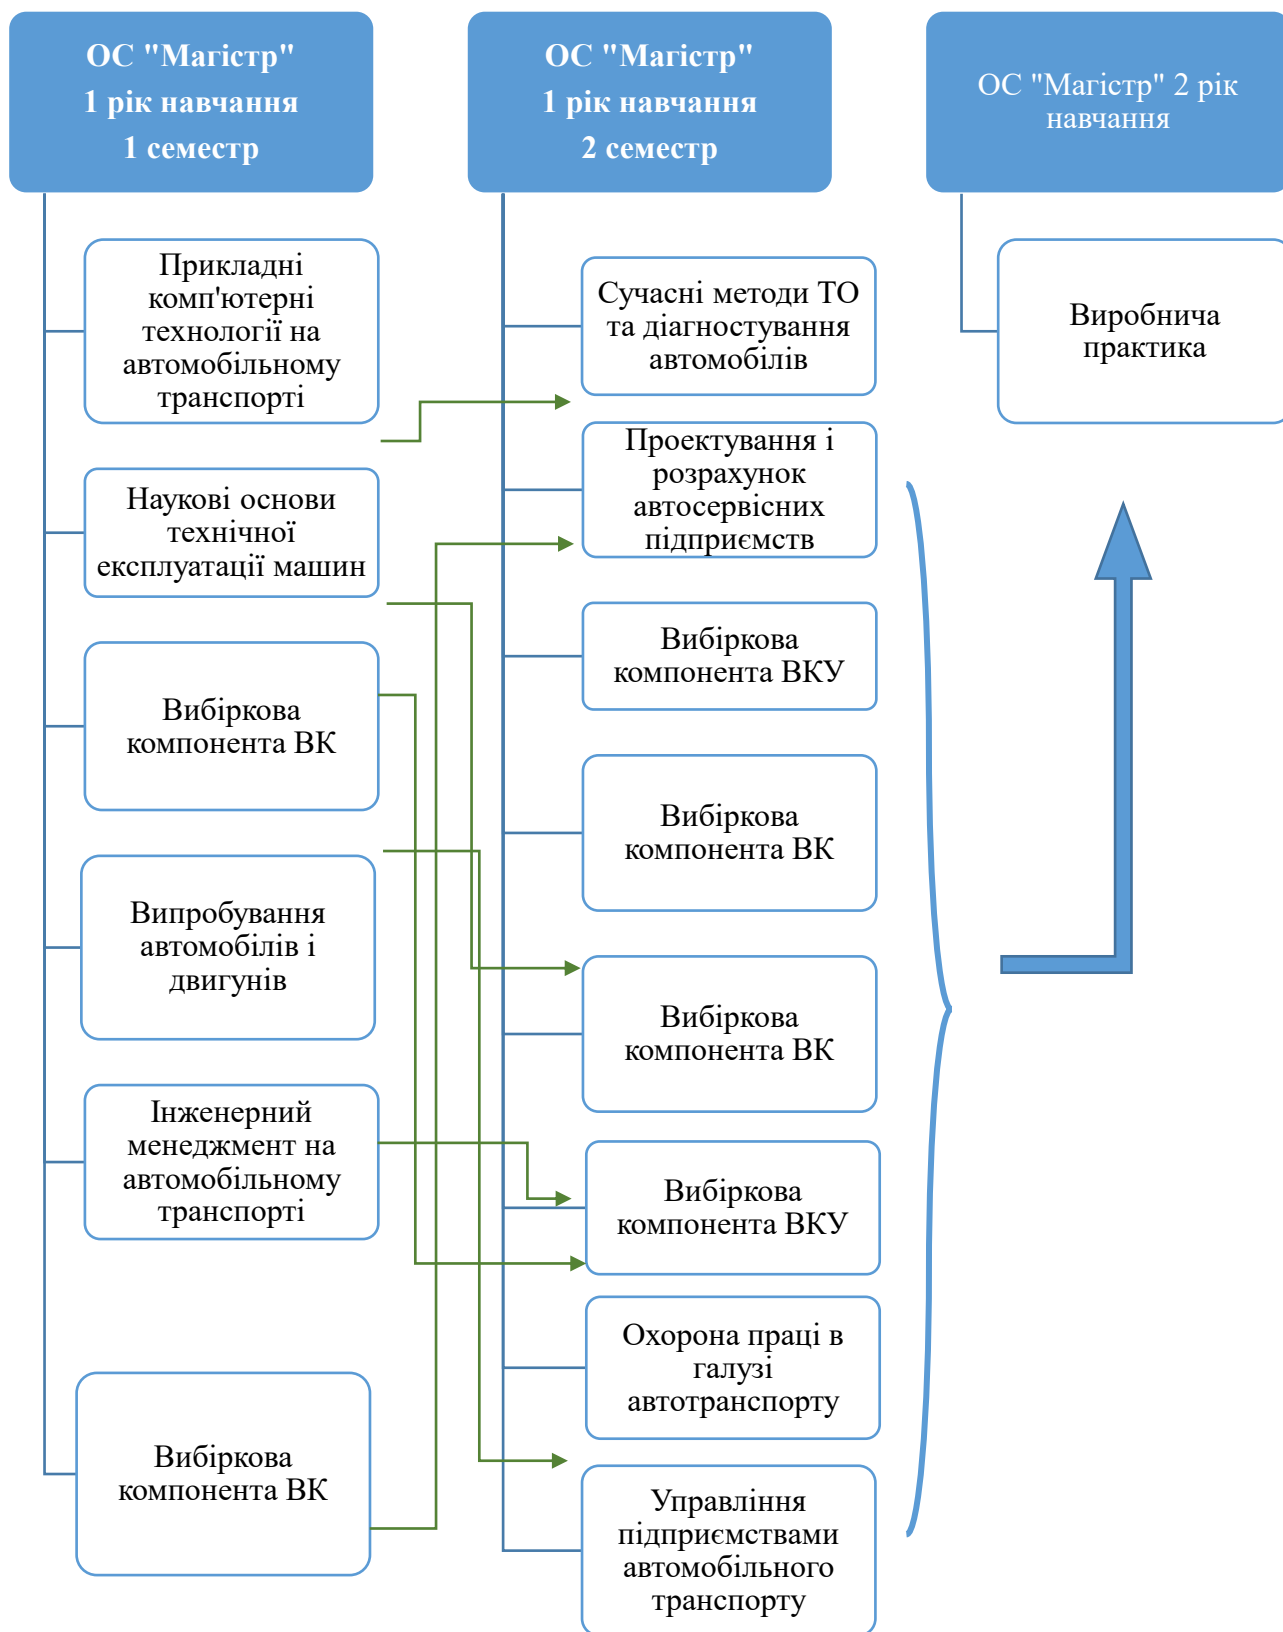 ОС "Магістр"
1 рік навчання
1 семестр
Прикладні
комп'ютерні
технології на
автомобільному
транспорті
Наукові основи
технічної
експлуатації машин
Вибіркова
компонента ВК
Випробування
автомобілів і
двигунів
Інженерний
менеджмент на
автомобільному
транспорті
Вибіркова
компонента ВК
ОС "Магістр"
1 рік навчання
2 семестр
Сучасні методи ТО
та діагностування
автомобілів
Проектування і
розрахунок
автосервісних
підприємств
Вибіркова
компонента ВКУ
Вибіркова
компонента ВК
Вибіркова
компонента ВК
Вибіркова
компонента ВКУ
Охорона праці в
галузі
автотранспорту
Управління
підприємствами
автомобільного
транспорту
ОС "Магістр" 2 рік
навчання
Виробнича
практика